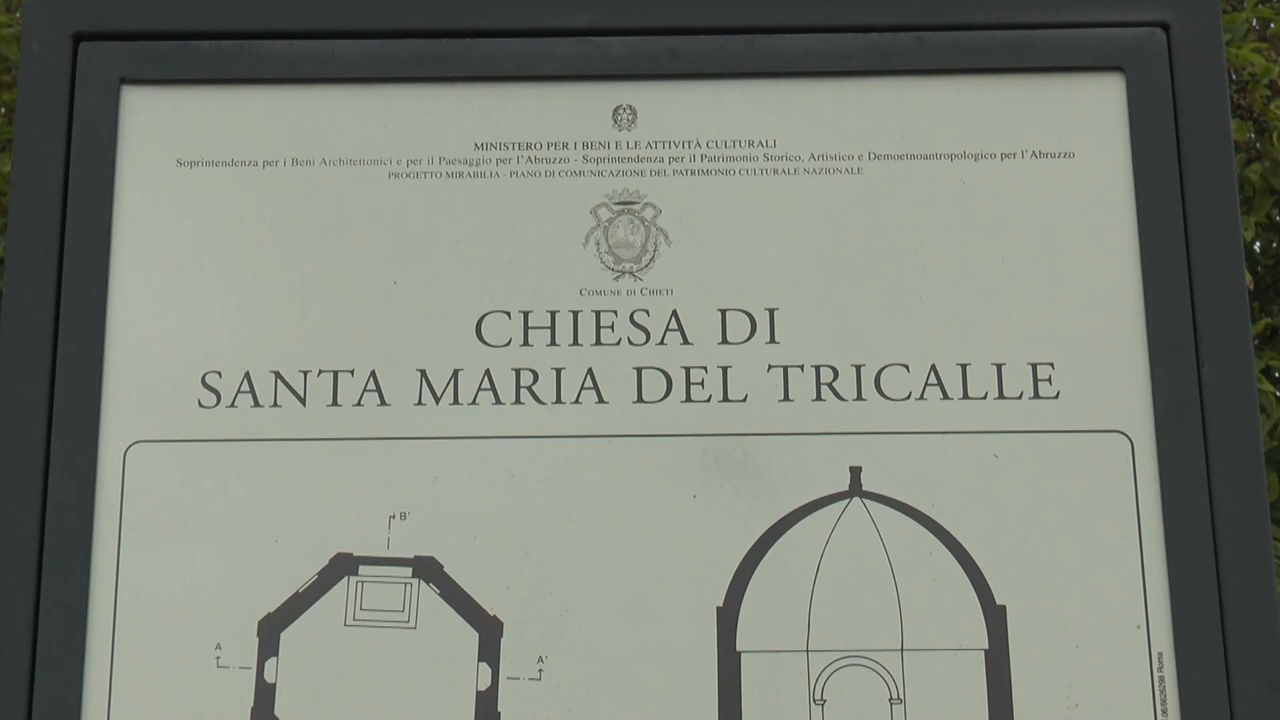 MINISTERO PER I BENI E LE ATTIVITÀ CULTURALI
Soprintendenza per i Beni Architettonici e per il Paesaggio per l'Abruzzo - Soprintendenza per il Patrimonio Storico, Artistico e Demoetnoantropologico per l'Abruzzo
PROGETTO MIRABILIA - PIANO DI COMUNICAZIONE DEL PATRIMONIO CULTURALE NAZIONALE
COMUNE DI CHIETI
CHIESA DI
SANTA MARIA DEL TRICALLE
B'
A
A'
Roma